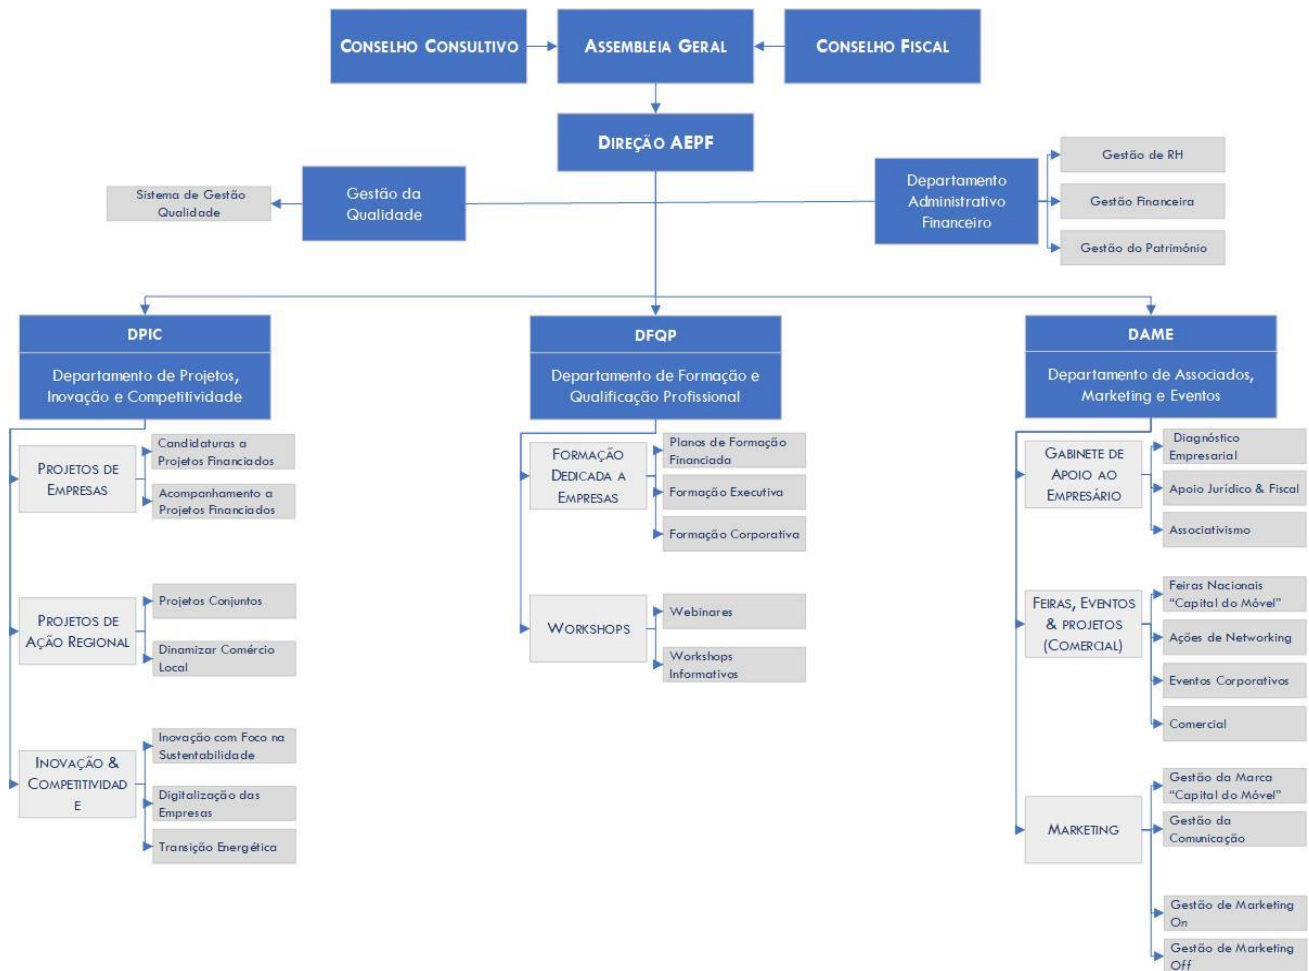 CONSELHO CONSULTIVO
ASSEMBLEIA GERAL
CONSELHO FISCAL
DIREÇÃO AEPF
Sistema de Gestão
Qualidade
Gestão da
Qualidade
Departamento
Administrativo
Financeiro
Gestão de RH
Gestão Financeira
Gestão do Património
DPIC
Departamento de Projetos,
Inovação e Competitividade
PROJETOS DE
EMPRESAS
Candidaturas a
Projetos Financiados
Acompanhamento a
Projetos Financiados
PROJETOS DE
AÇÃO REGIONAL
Projetos Conjuntos
Dinamizar Comércio
Local
INOVAÇÃO &
COMPETITIVIDAD
E
Inovação com Foco na
Sustentabilidade
Digitalização das
Empresas
Transição Energética
DFQP
Departamento de Formação e
Qualificação Profissional
FORMAÇÃO
DEDICADA A
EMPRESAS
Planos de Formação
Financiada
Formação Executiva
Formação Corporativa
WORKSHOPS
Webinares
Workshops
Informativos
DAME
Departamento de Associados,
Marketing e Eventos
GABINETE DE
APOIO AO
EMPRESÁRIO
Diagnóstico
Empresarial
Apoio Jurídico & Fiscal
Associativismo
FEIRAS, EVENTOS
& PROJETOS
(COMERCIAL)
Feiras Nacionais
“Capital do Móvel”
Ações de Networking
Eventos Corporativos
Comercial
MARKETING
Gestão da Marca
“Capital do Móvel”
Gestão da
Comunicação
Gestão de Marketing
On
Gestão de Marketing
Off